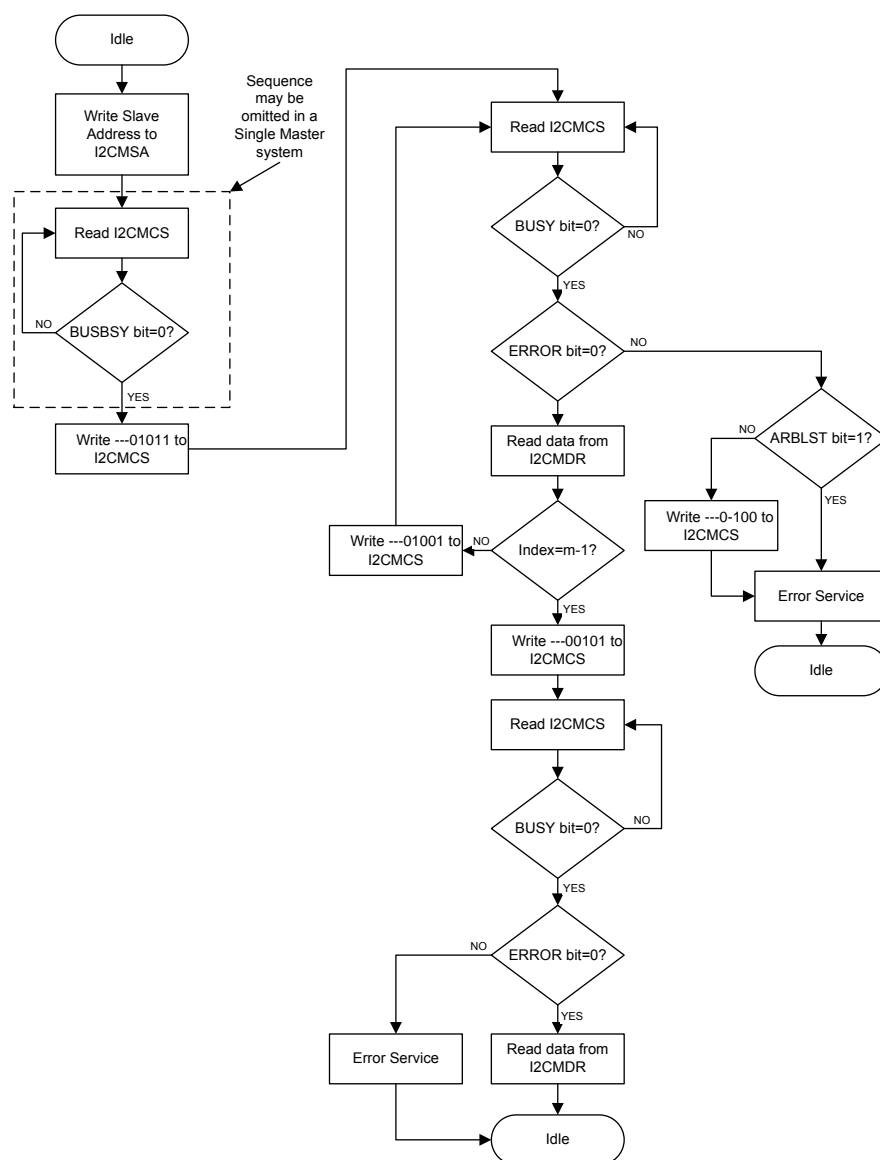 Idle
Write Slave
Address to
I2CMSA
Sequence
may be
omitted in a
Single Master
system
Read I2CMCS
BUSBSY bit=0?
NO
YES
Write ---01011 to
I2CMCS
Read I2CMCS
BUSY bit=0?
NO
YES
ERROR bit=0?
NO
YES
Read data from
I2CMDR
ARBLST bit=1?
NO
YES
Write ---0-100 to
I2CMCS
Error Service
Idle
Index=m-1?
NO
Write ---01001 to
I2CMCS
YES
Write ---00101 to
I2CMCS
Read I2CMCS
BUSY bit=0?
NO
YES
ERROR bit=0?
NO
YES
Error Service
Read data from
I2CMDR
Idle